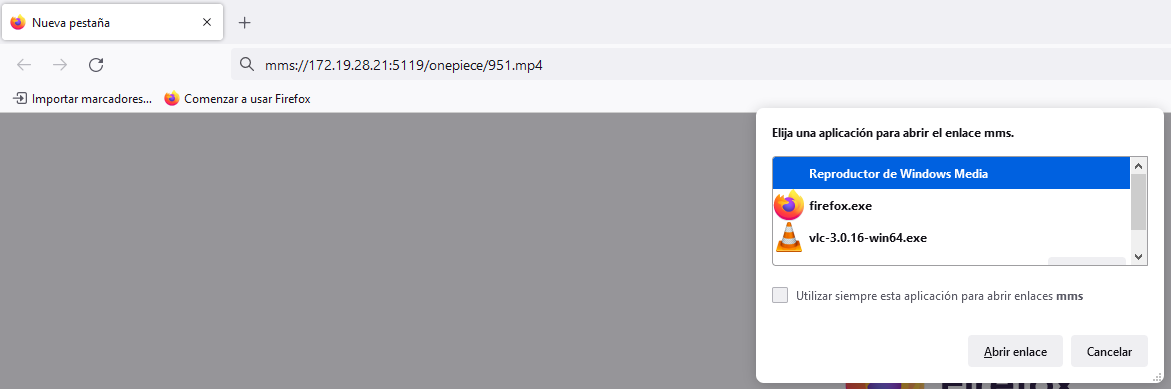 Nueva pestaña
mms://172.19.28.21:5119/onepiece/951.mp4
Importar marcadores... Comenzar a usar Firefox
Elija una aplicación para abrir el enlace mms.
Reproductor de Windows Media
firefox.exe
vlc-3.0.16-win64.exe
Utilizar siempre esta aplicación para abrir enlaces mms
Abrir enlace Cancelar